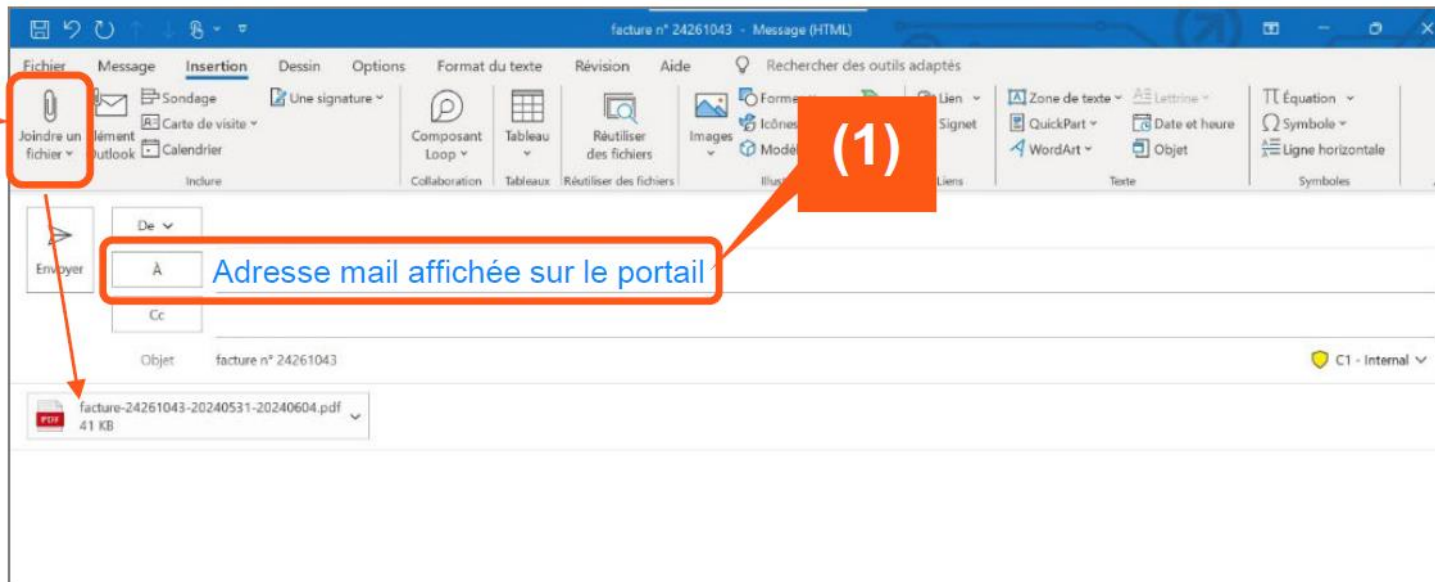 facture n° 24261043 - Message (HTML)
Fichier Message Insertion Dessin Options Format du texte Révision Aide Rechercher des outils adaptés
Joindre un fichier
Outlook
Sondage
Carte de visite
Calendrier
Inclure
Une signature
Composant Loop
Collaboration
Tableau
Tableaux
Réutiliser des fichiers
Réutiliser des fichiers
Images
Icônes
(1)
Lien
Signet
Liens
Zone de texte
QuickPart
WordArt
Lettrine
Date et heure
Objet
Texte
Équation
Symbole
Ligne horizontale
Symboles
Envoyer
De
À Adresse mail affichée sur le portail
Cc
Objet facture n° 24261043
C1 - Internal
PDF
facture-24261043-20240531-20240604.pdf
41 KB